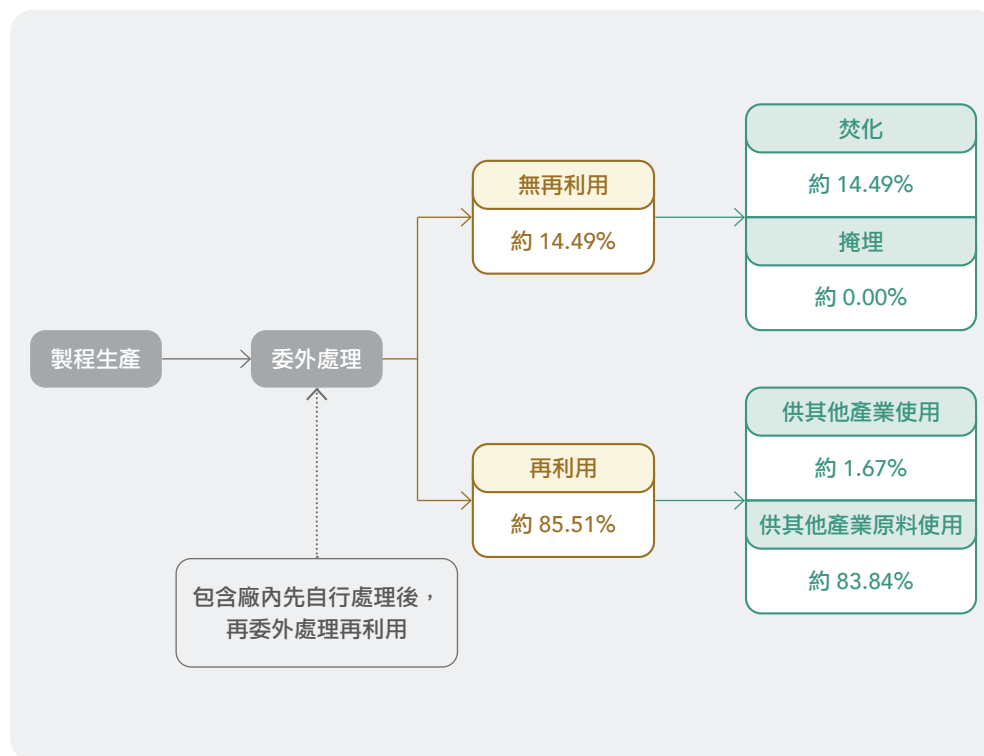 製程生產
委外處理
包含廠內先自行處理後，
再委外處理再利用
無再利用
約 14.49%
再利用
約 85.51%
焚化
約 14.49%
掩埋
約 0.00%
供其他產業使用
約 1.67%
供其他產業原料使用
約 83.84%